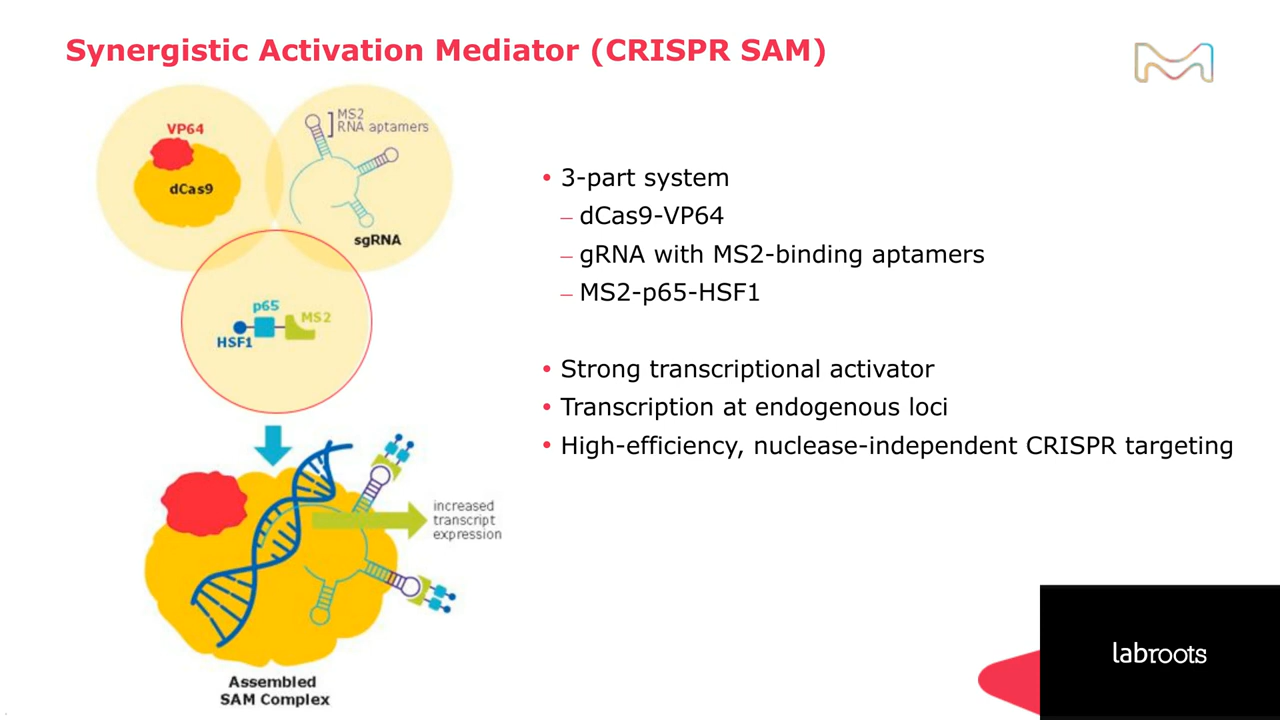 Synergistic Activation Mediator (CRISPR SAM)
VP64
dCas9
MS2
RNA aptamers
sgRNA
p65
MS2
HSF1
increased
transcript
expression
Assembled
SAM Complex
• 3-part system
– dCas9-VP64
– gRNA with MS2-binding aptamers
– MS2-p65-HSF1
• Strong transcriptional activator
• Transcription at endogenous loci
• High-efficiency, nuclease-independent CRISPR targeting
labroots